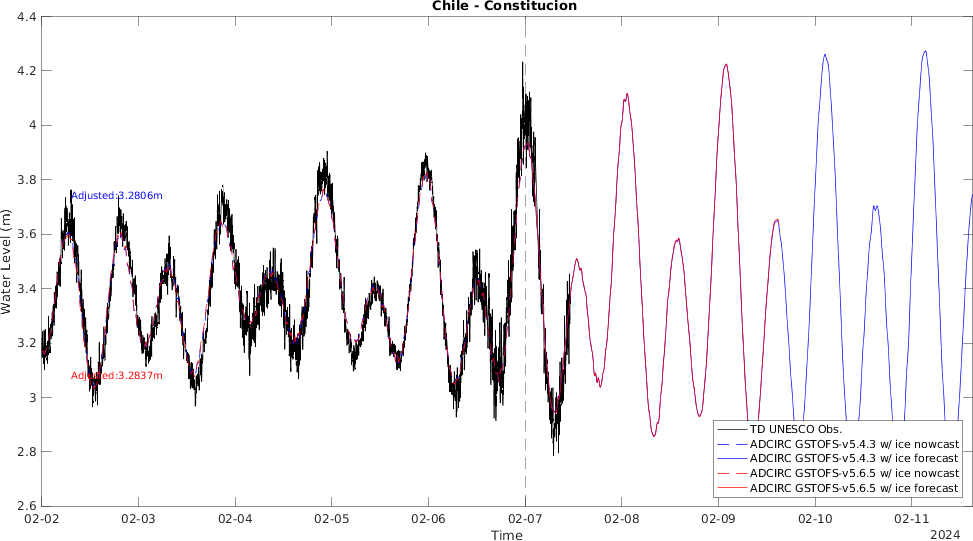 Chile - Constitucion
4.4
4.2
4
3.8
3.6
3.4
3.2
3
2.8
2.6
Water Level (m)
Adjusted:3.2806m
Adjusted:3.2837m
TD UNESCO Obs.
ADCIRC GSTOFS-v5.4.3 w/ ice nowcast
ADCIRC GSTOFS-v5.4.3 w/ ice forecast
ADCIRC GSTOFS-v5.6.5 w/ ice nowcast
ADCIRC GSTOFS-v5.6.5 w/ ice forecast
02-02 02-03 02-04 02-05 02-06 02-07 02-08 02-09 02-10 02-11
Time
2024